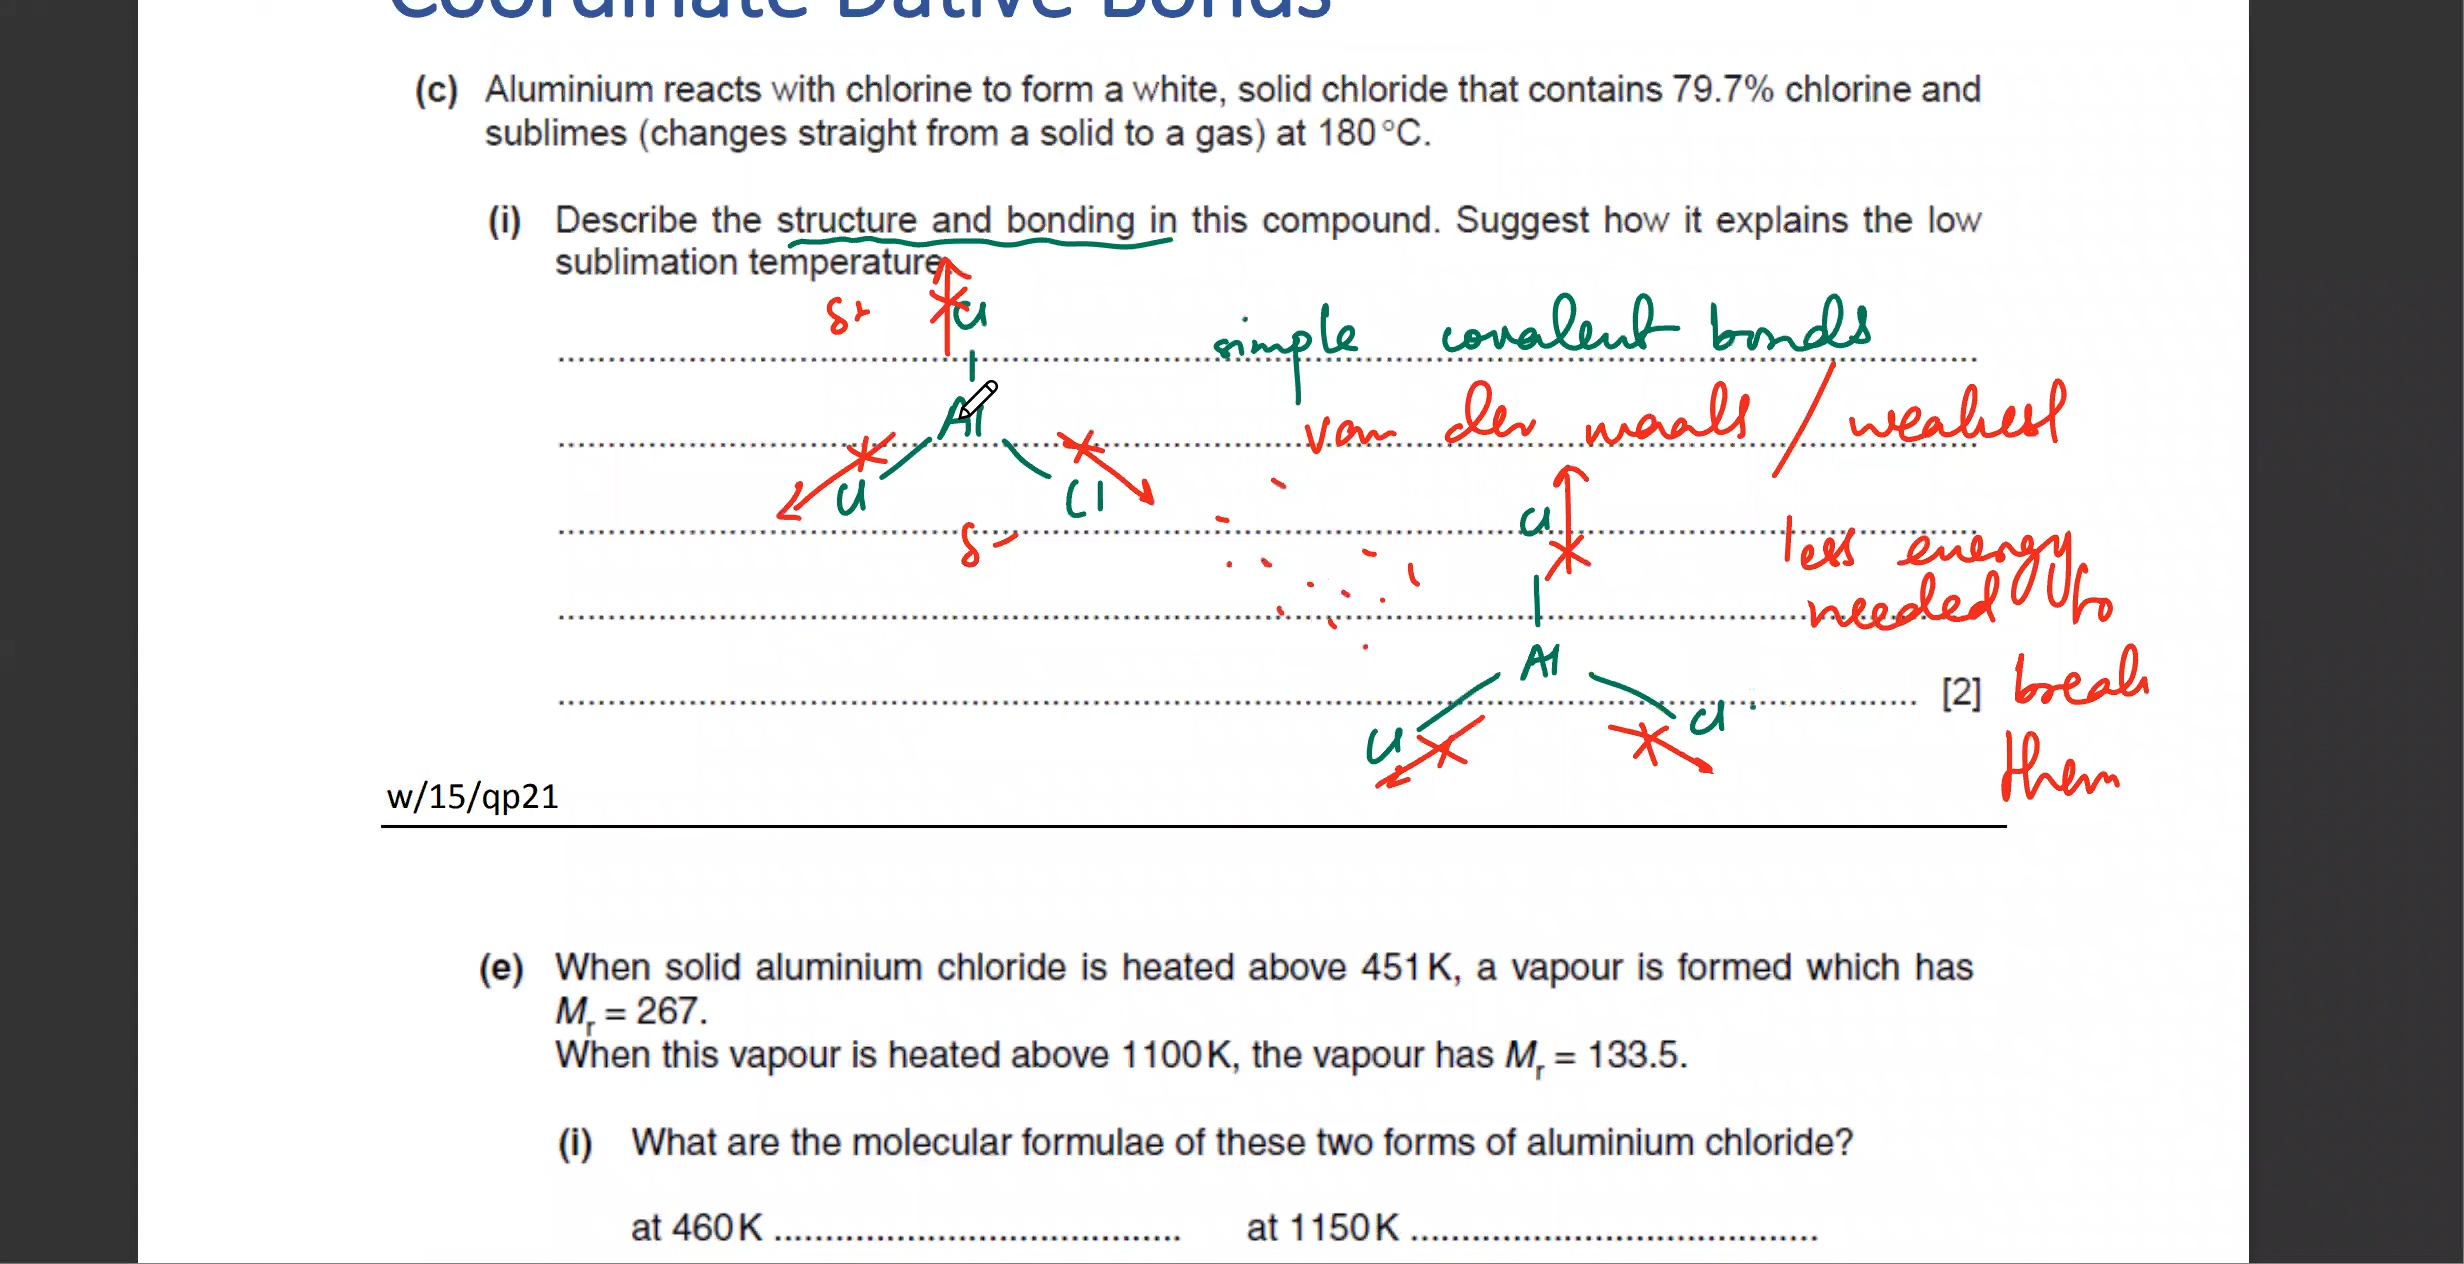 Coordinate Dative Bonds
(c) Aluminium reacts with chlorine to form a white, solid chloride that contains 79.7% chlorine and
sublimes (changes straight from a solid to a gas) at 180 °C.
(i) Describe the structure and bonding in this compound. Suggest how it explains the low
sublimation temperature.
δ+ Cl
simple covalent bonds
Al
van der waals / weakest
Cl Cl
δ-
Cl
less energy
needed to
Al
[2] break
Cl Cl
them
w/15/qp21
(e) When solid aluminium chloride is heated above 451 K, a vapour is formed which has
Mr = 267.
When this vapour is heated above 1100 K, the vapour has Mr = 133.5.
(i) What are the molecular formulae of these two forms of aluminium chloride?
at 460 K ........................................ at 1150 K ........................................